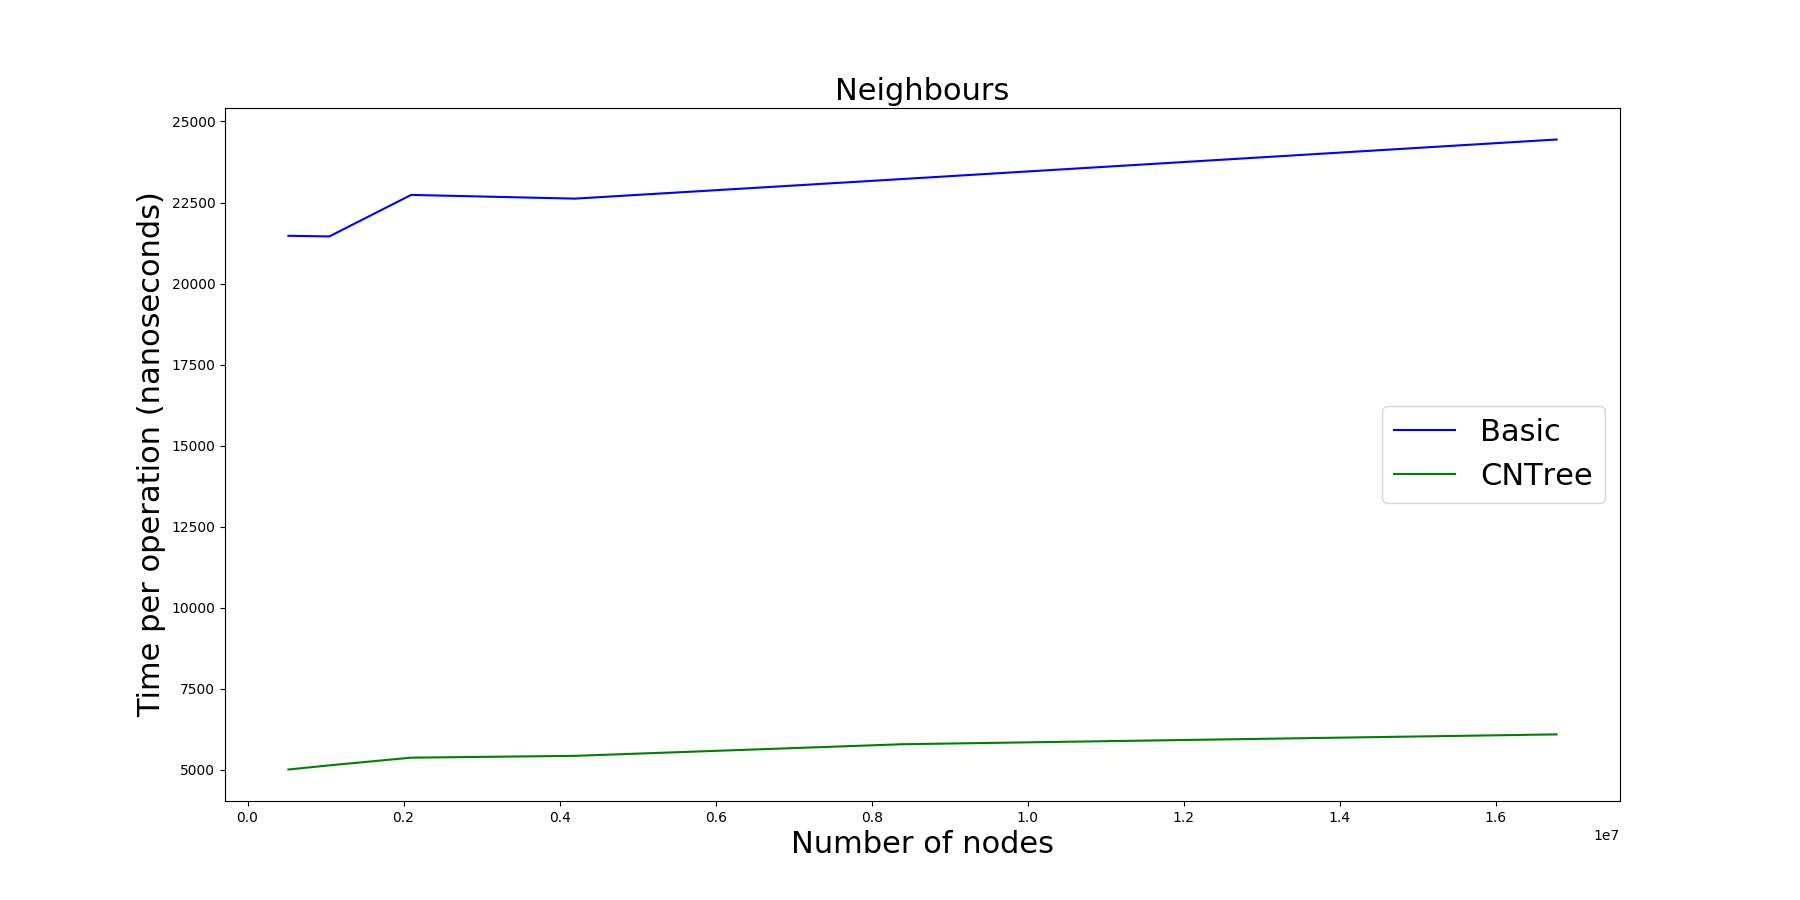 Neighbours
Time per operation (nanoseconds)
25000
22500
20000
17500
15000
12500
10000
7500
5000
Basic
CNTree
0.0 0.2 0.4 0.6 0.8 1.0 1.2 1.4 1.6
1e7
Number of nodes